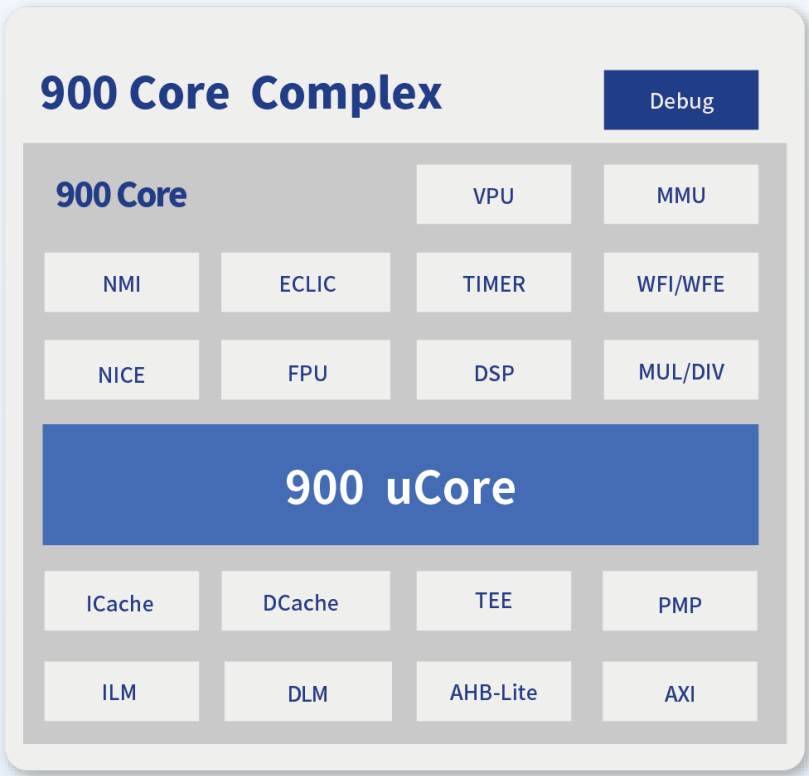 900 Core Complex
Debug
900 Core
VPU
MMU
NMI
ECLIC
TIMER
WFI/WFE
NICE
FPU
DSP
MUL/DIV
900 uCore
ICache
DCache
TEE
PMP
ILM
DLM
AHB-Lite
AXI